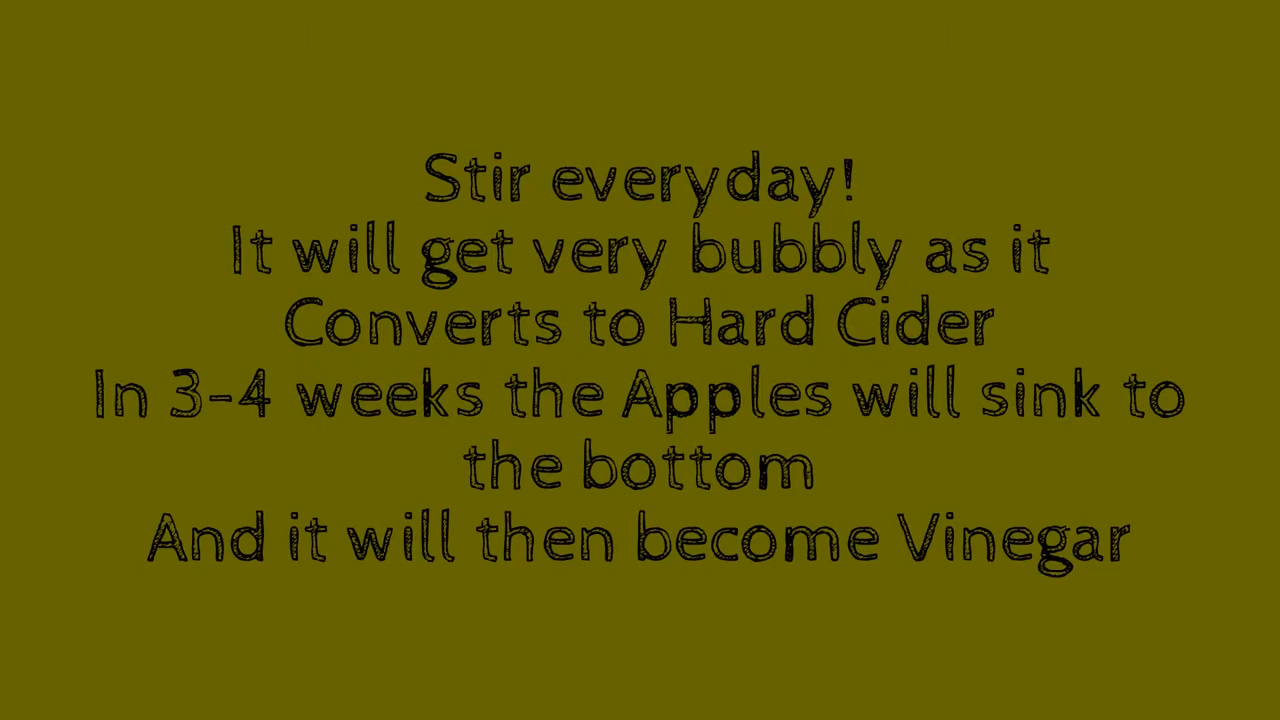 Stir everyday!
It will get very bubbly as it
Converts to Hard Cider
In 3-4 weeks the Apples will sink to
the bottom
And it will then become Vinegar